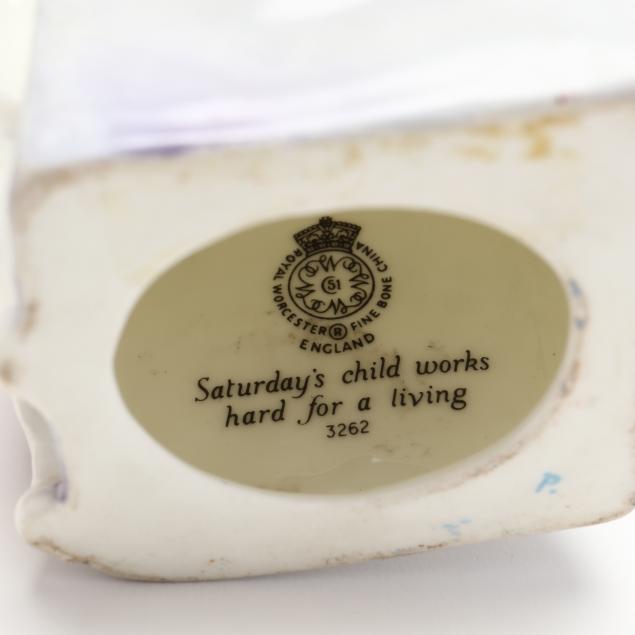 ROYAL WORCESTER ® FINE BONE CHINA
51
ENGLAND
Saturday's child works
hard for a living
3262
P.